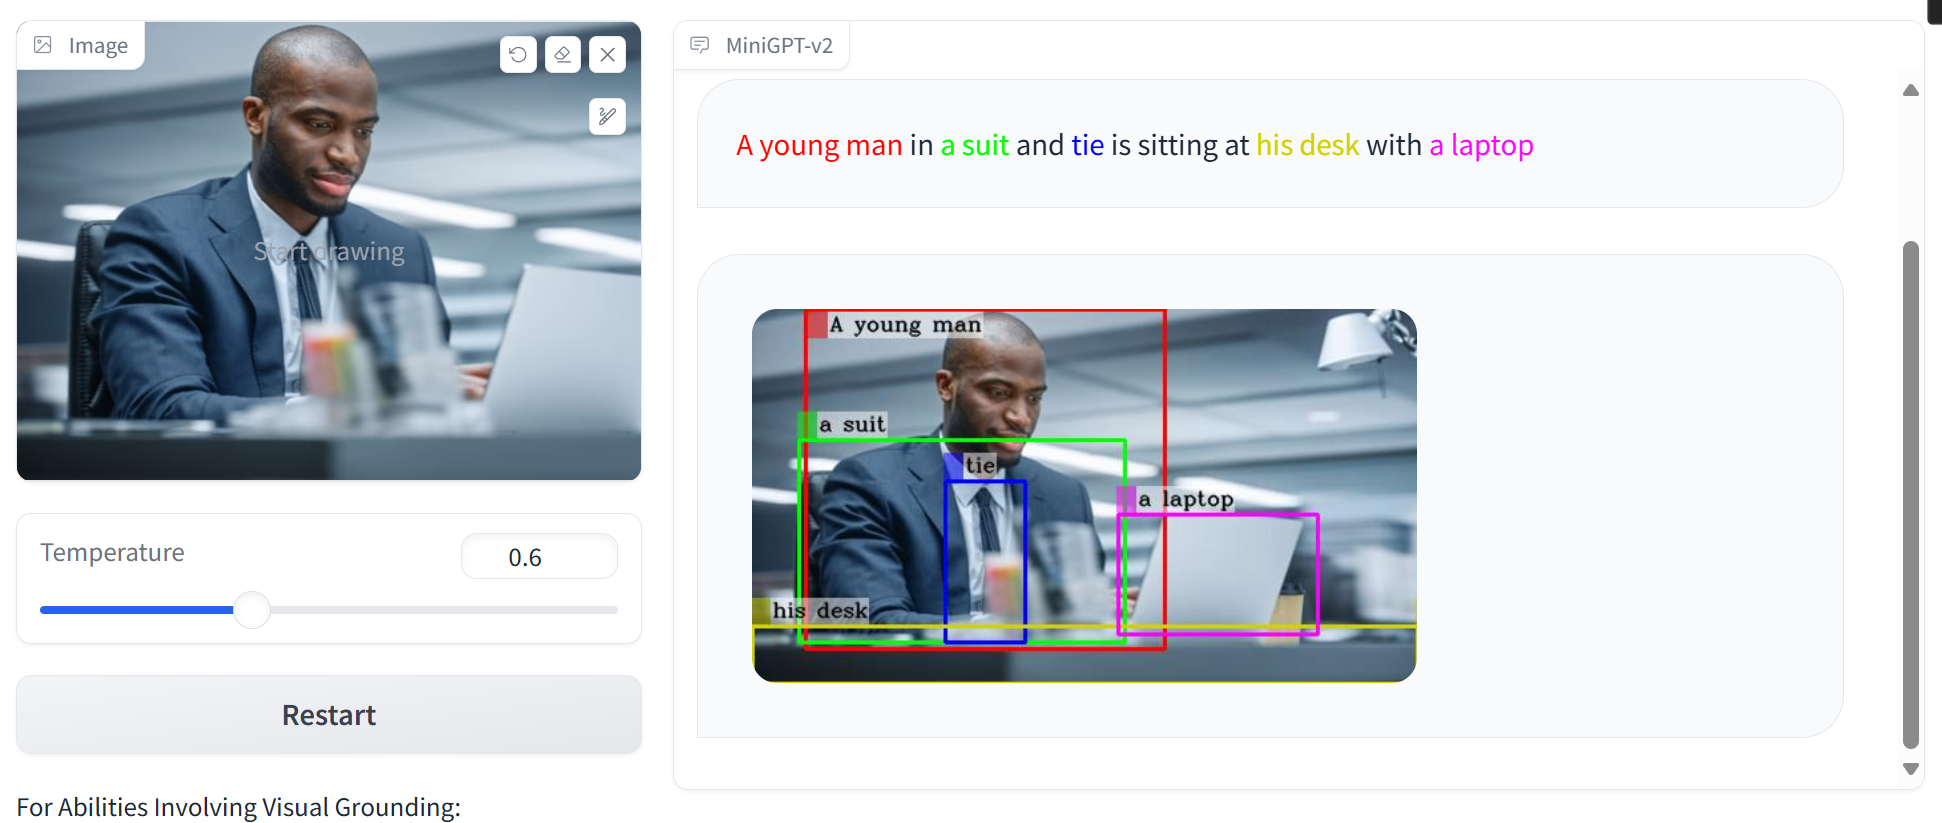 Image
Start drawing
Temperature
0.6
Restart
For Abilities Involving Visual Grounding:
MiniGPT-v2
A young man in a suit and tie is sitting at his desk with a laptop
A young man
a suit
tie
a laptop
his desk